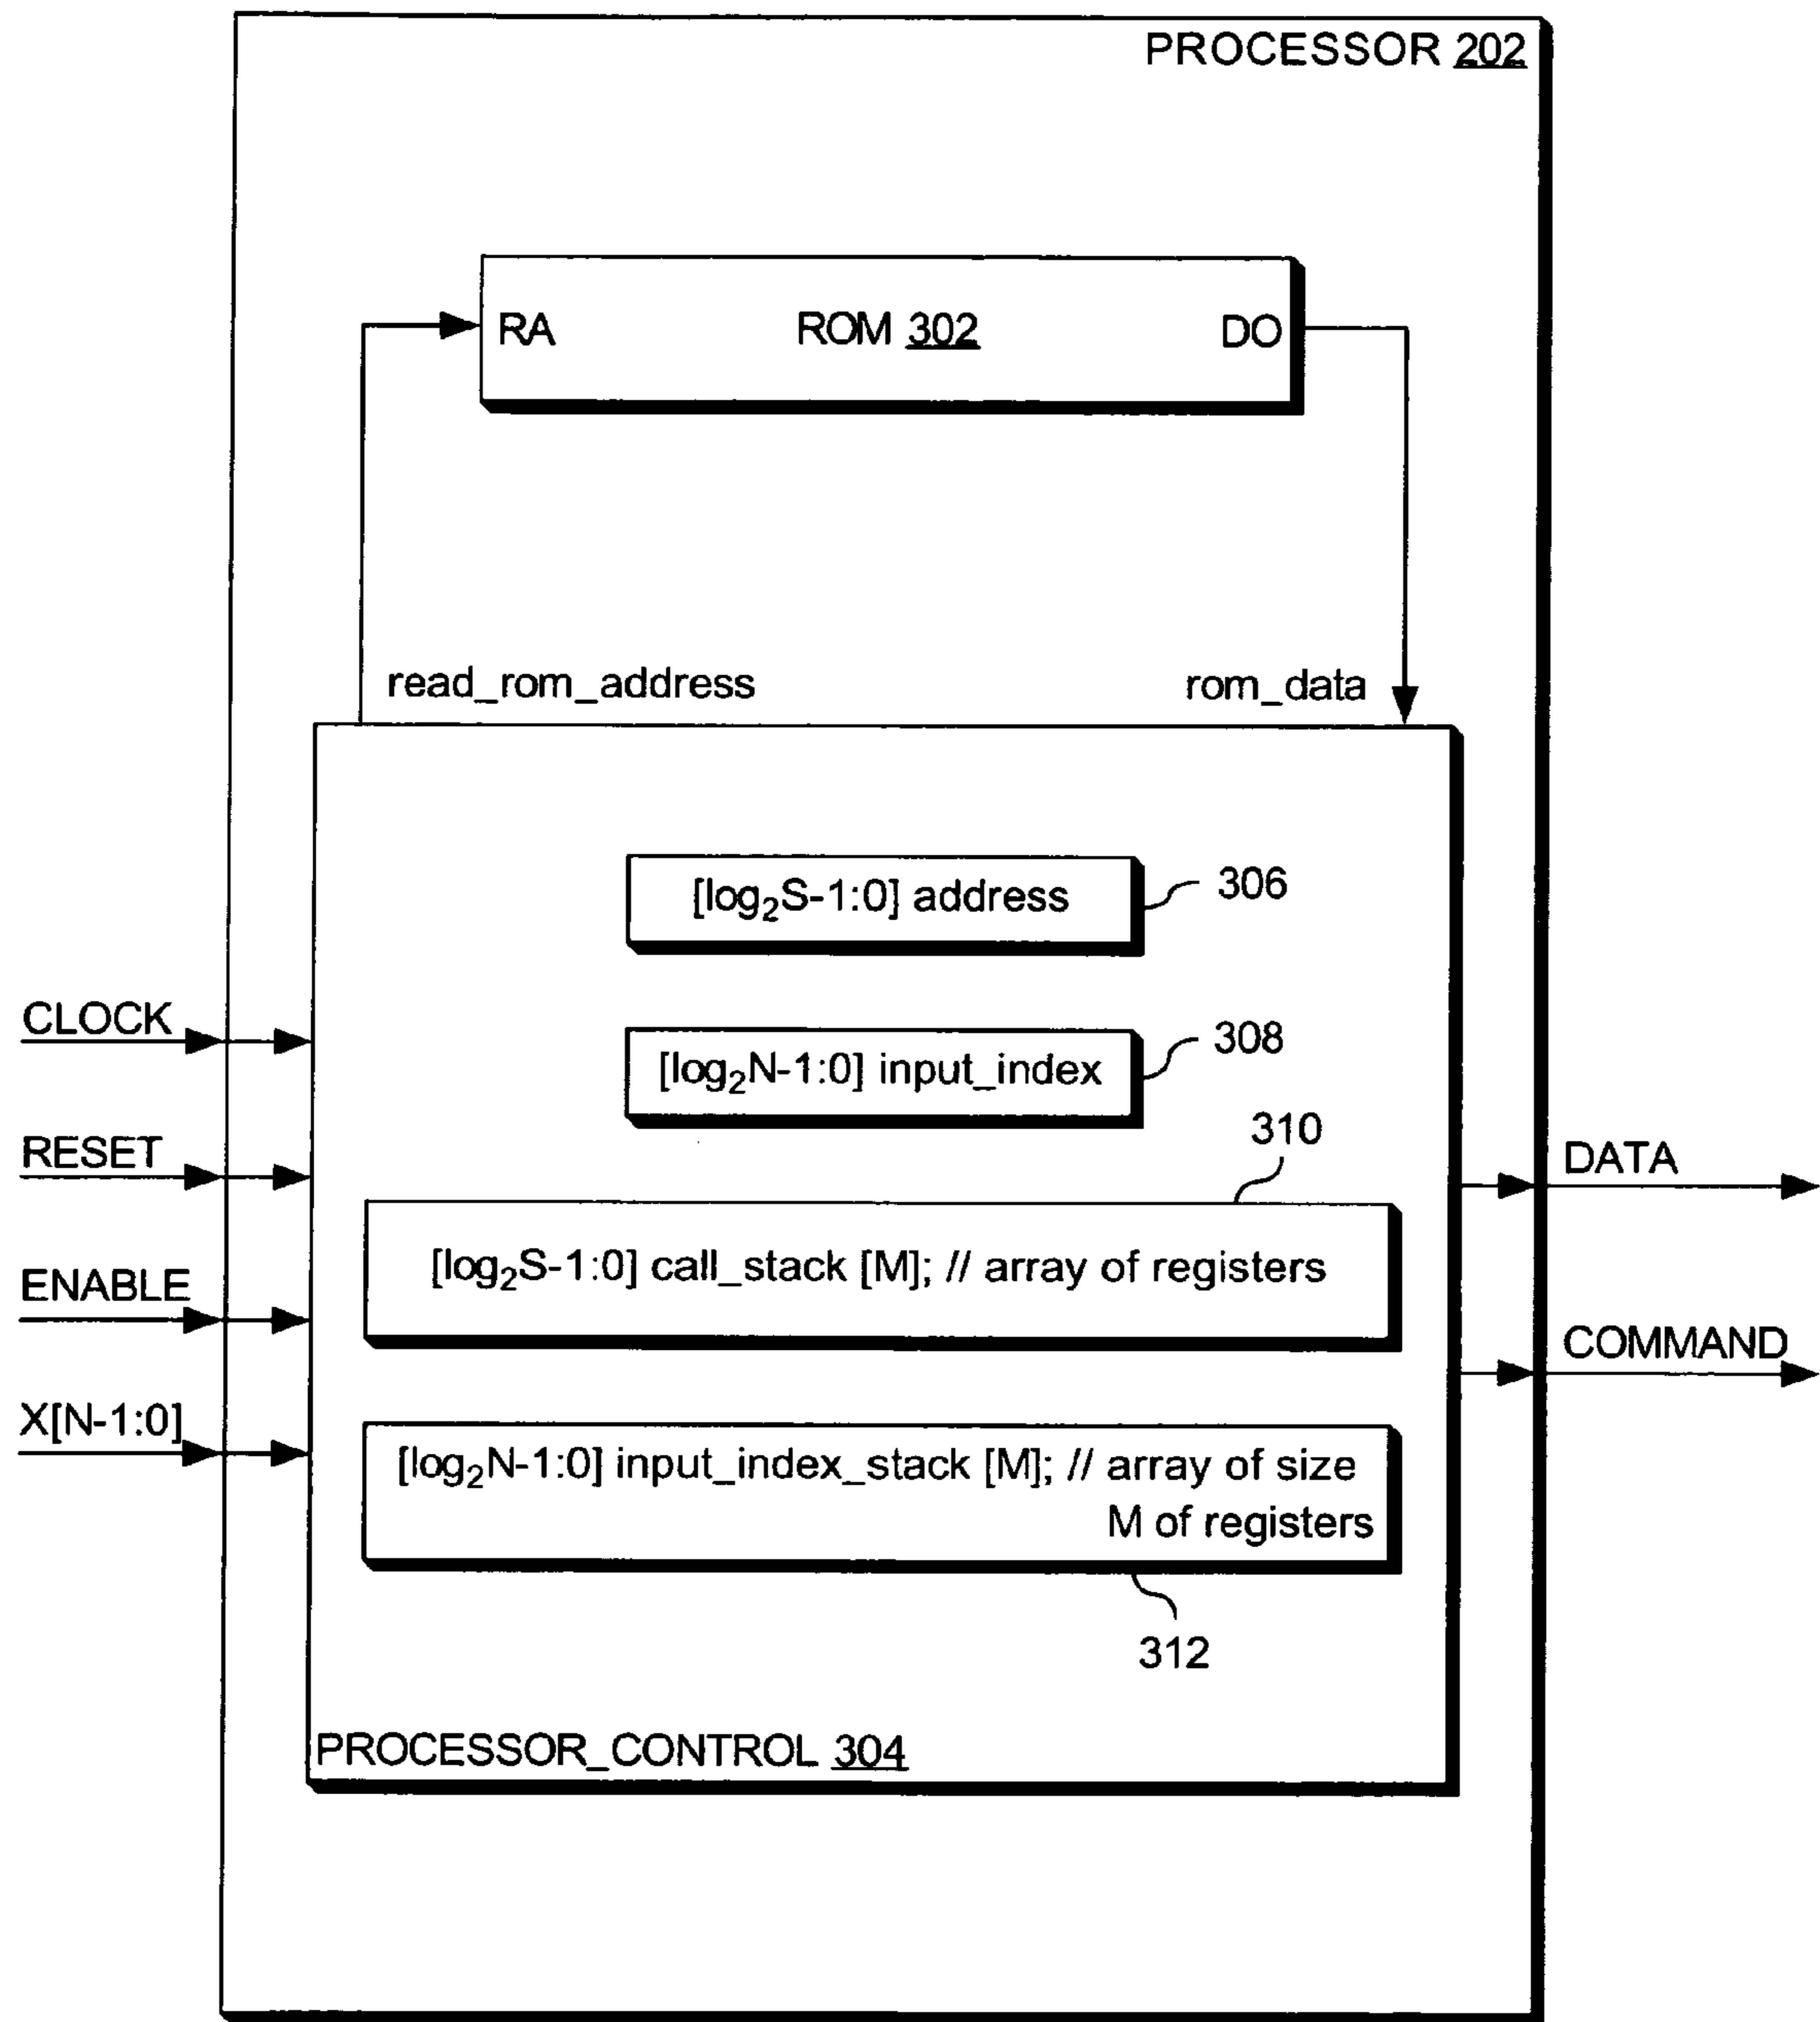 PROCESSOR 202
RA
ROM 302
DO
read_rom_address
rom_data
[log₂S-1:0] address
306
CLOCK
[log₂N-1:0] input_index
308
RESET
310
DATA
[log₂S-1:0] call_stack [M]; // array of registers
ENABLE
COMMAND
X[N-1:0]
[log₂N-1:0] input_index_stack [M]; // array of size
M of registers
312
PROCESSOR_CONTROL 304